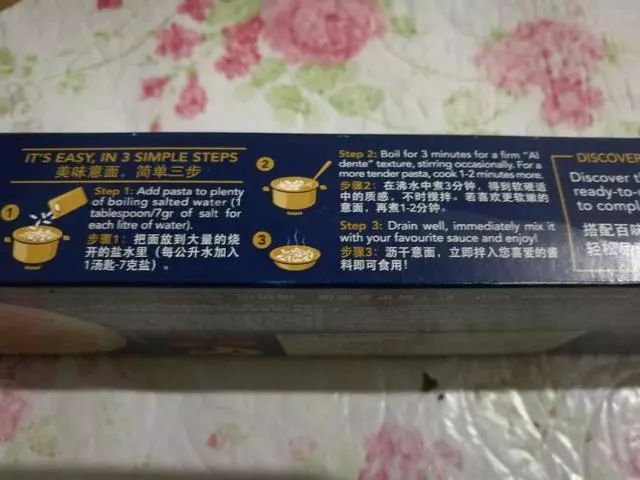 IT'S EASY, IN 3 SIMPLE STEPS
美味意面，简单三步
1
Step 1: Add pasta to plenty
of boiling salted water (1
tablespoon/7gr of salt for
each litre of water).
步骤1：把面放到大量的烧
开的盐水里（每公升水加入
1汤匙-7克盐）。
2
Step 2: Boil for 3 minutes for a firm "Al
dente" texture, stirring occasionally. For a
more tender pasta, cook 1-2 minutes more.
步骤2：在沸水中煮3分钟，得到软硬适
中的质感，不时搅拌。若喜欢更软嫩的
意面，再煮1-2分钟。
3
Step 3: Drain well, immediately mix it
with your favourite sauce and enjoy!
步骤3：沥干意面，立即拌入您喜爱的酱
料即可食用！
DISCOVER
Discover th
ready-to-
to comple
搭配百味
轻松